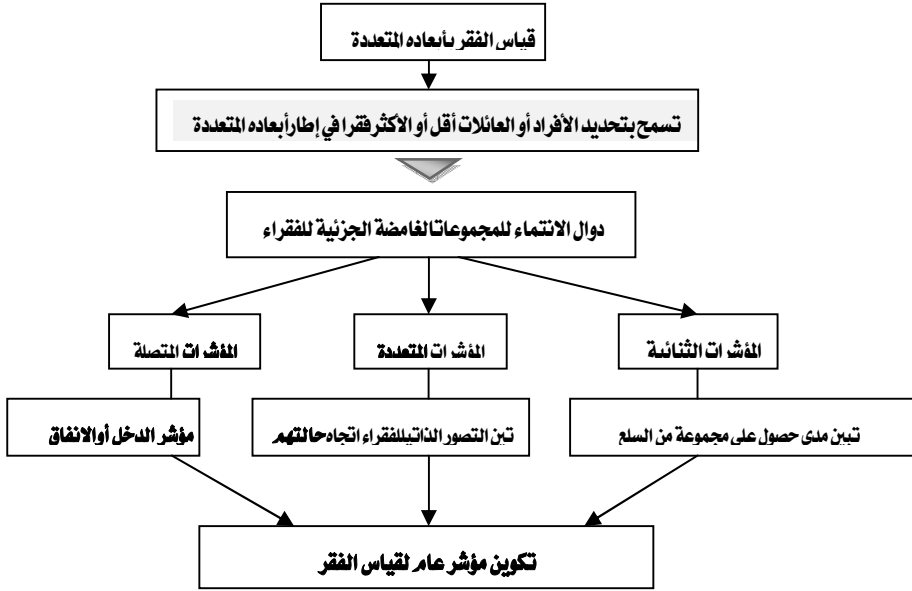 قياس الفقر بأبعاده المتعددة
تسمح بتحديد الأفراد أو العائلات أقل أو الأكثر فقرا في إطار أبعاده المتعددة
دوال الانتماء للمجموعات الغامضة الجزئية للفقراء
المؤشرات الثنائية
المؤشرات المتعددة
المؤشرات المتصلة
تبين مدى حصول على مجموعة من السلع
تبن التصور الذاتي للفقراء اتجاه حالتهم
مؤشر الدخل أو الانفاق
تكوين مؤشر عام لقياس الفقر